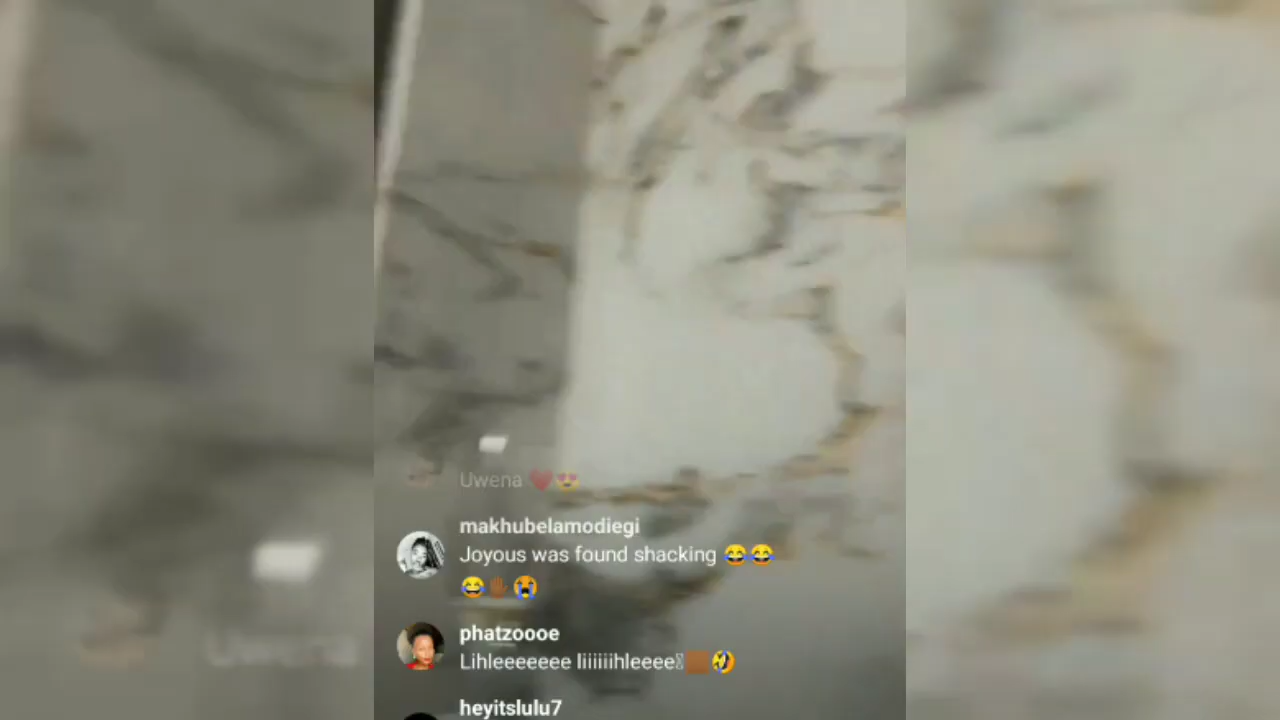 Uwena ❤️😍
makhubelamodiegi
Joyous was found shacking 😂😂
😂✋🏾😭
phatzoooe
Lihleeeeeee liiiiiihleeee🤣
heyitslulu7